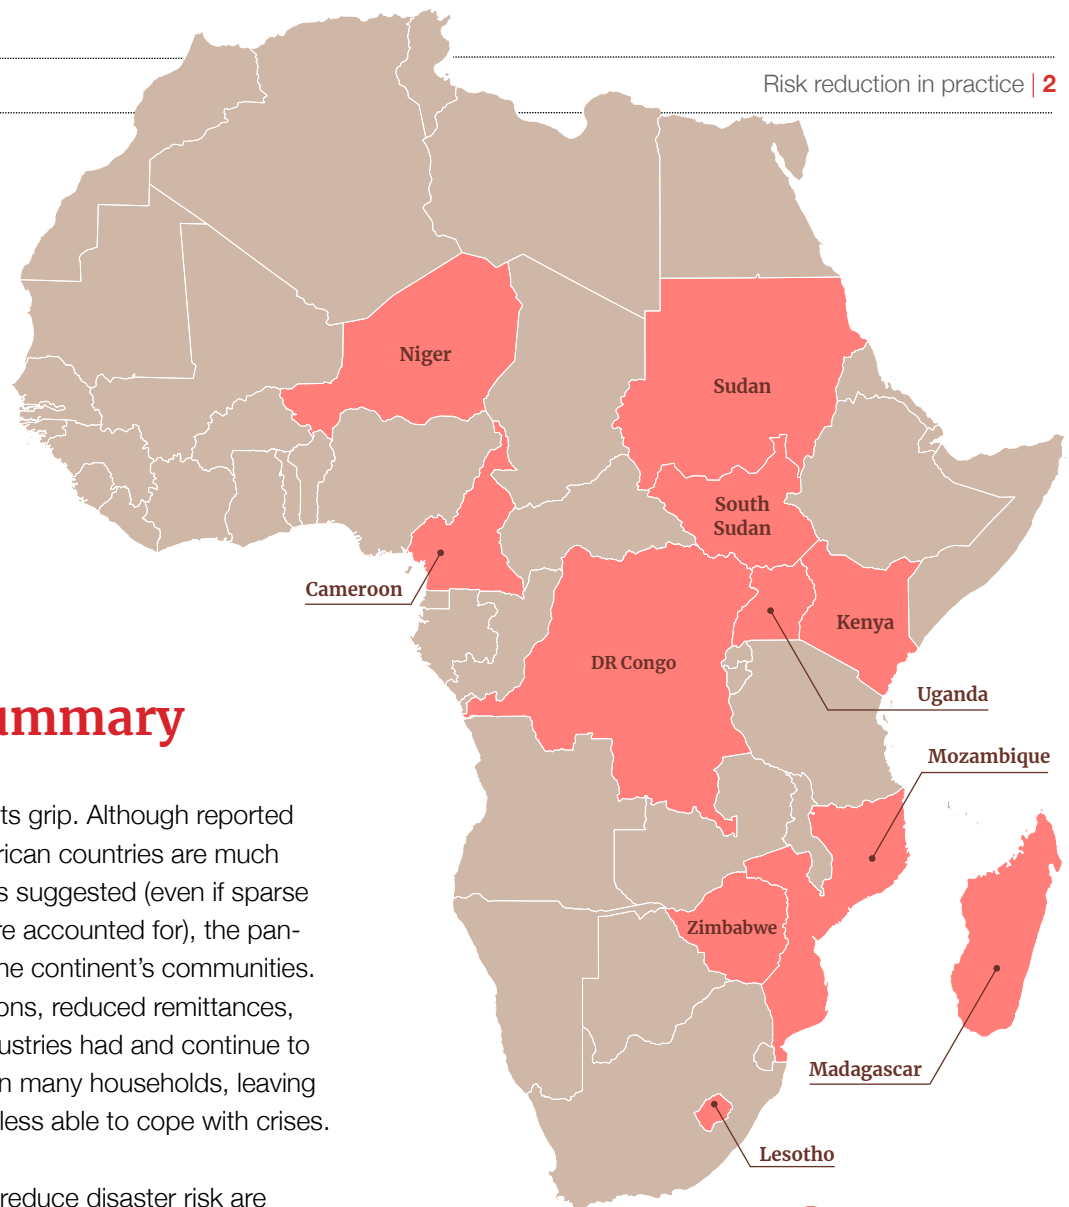 Risk reduction in practice | 2
Niger
Sudan
South
Sudan
Cameroon
Kenya
DR Congo
Uganda
Mozambique
Zimbabwe
Madagascar
Lesotho
ummary
ts grip. Although reported
rican countries are much
s suggested (even if sparse
re accounted for), the pan-
ne continent's communities.
ons, reduced remittances,
ustries had and continue to
n many households, leaving
less able to cope with crises.
reduce disaster risk are